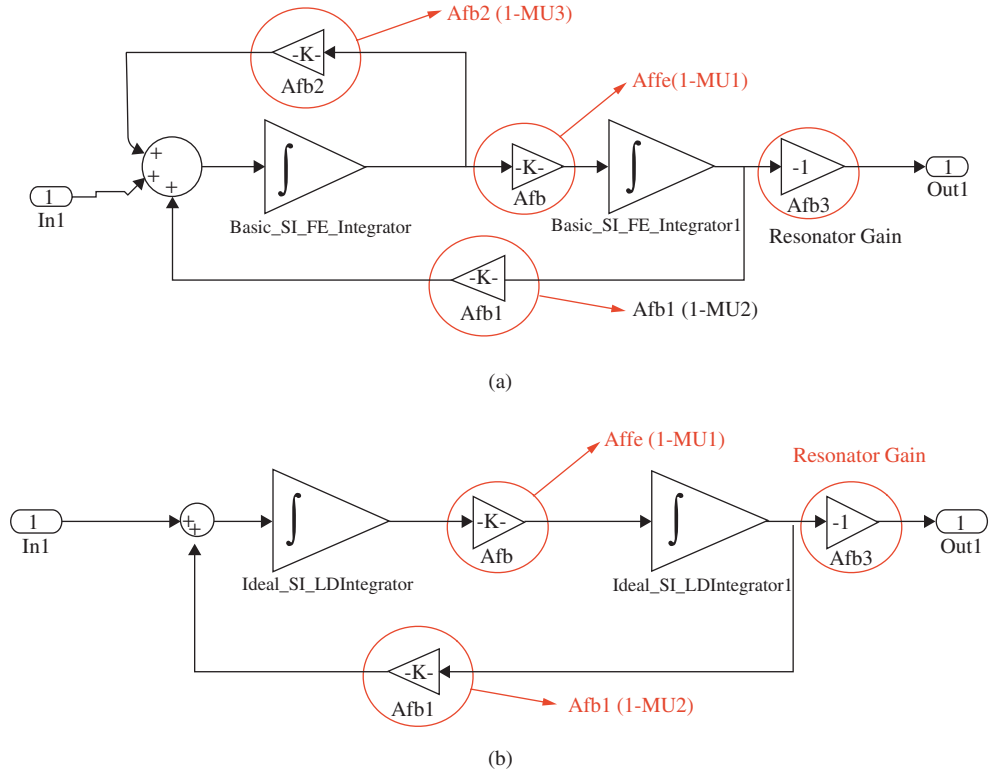 Afb2 (1-MU3)
-K-
Afb2
Affe(1-MU1)
+
+
+
∫
-K-
Afb
∫
-1
Afb3
1
In1
1
Out1
Basic_SI_FE_Integrator
Basic_SI_FE_Integrator1
Resonator Gain
-K-
Afb1
Afb1 (1-MU2)
(a)
Affe (1-MU1)
Resonator Gain
1
In1
+
+
∫
-K-
Afb
∫
-1
Afb3
1
Out1
Ideal_SI_LDIntegrator
Ideal_SI_LDIntegrator1
-K-
Afb1
Afb1 (1-MU2)
(b)